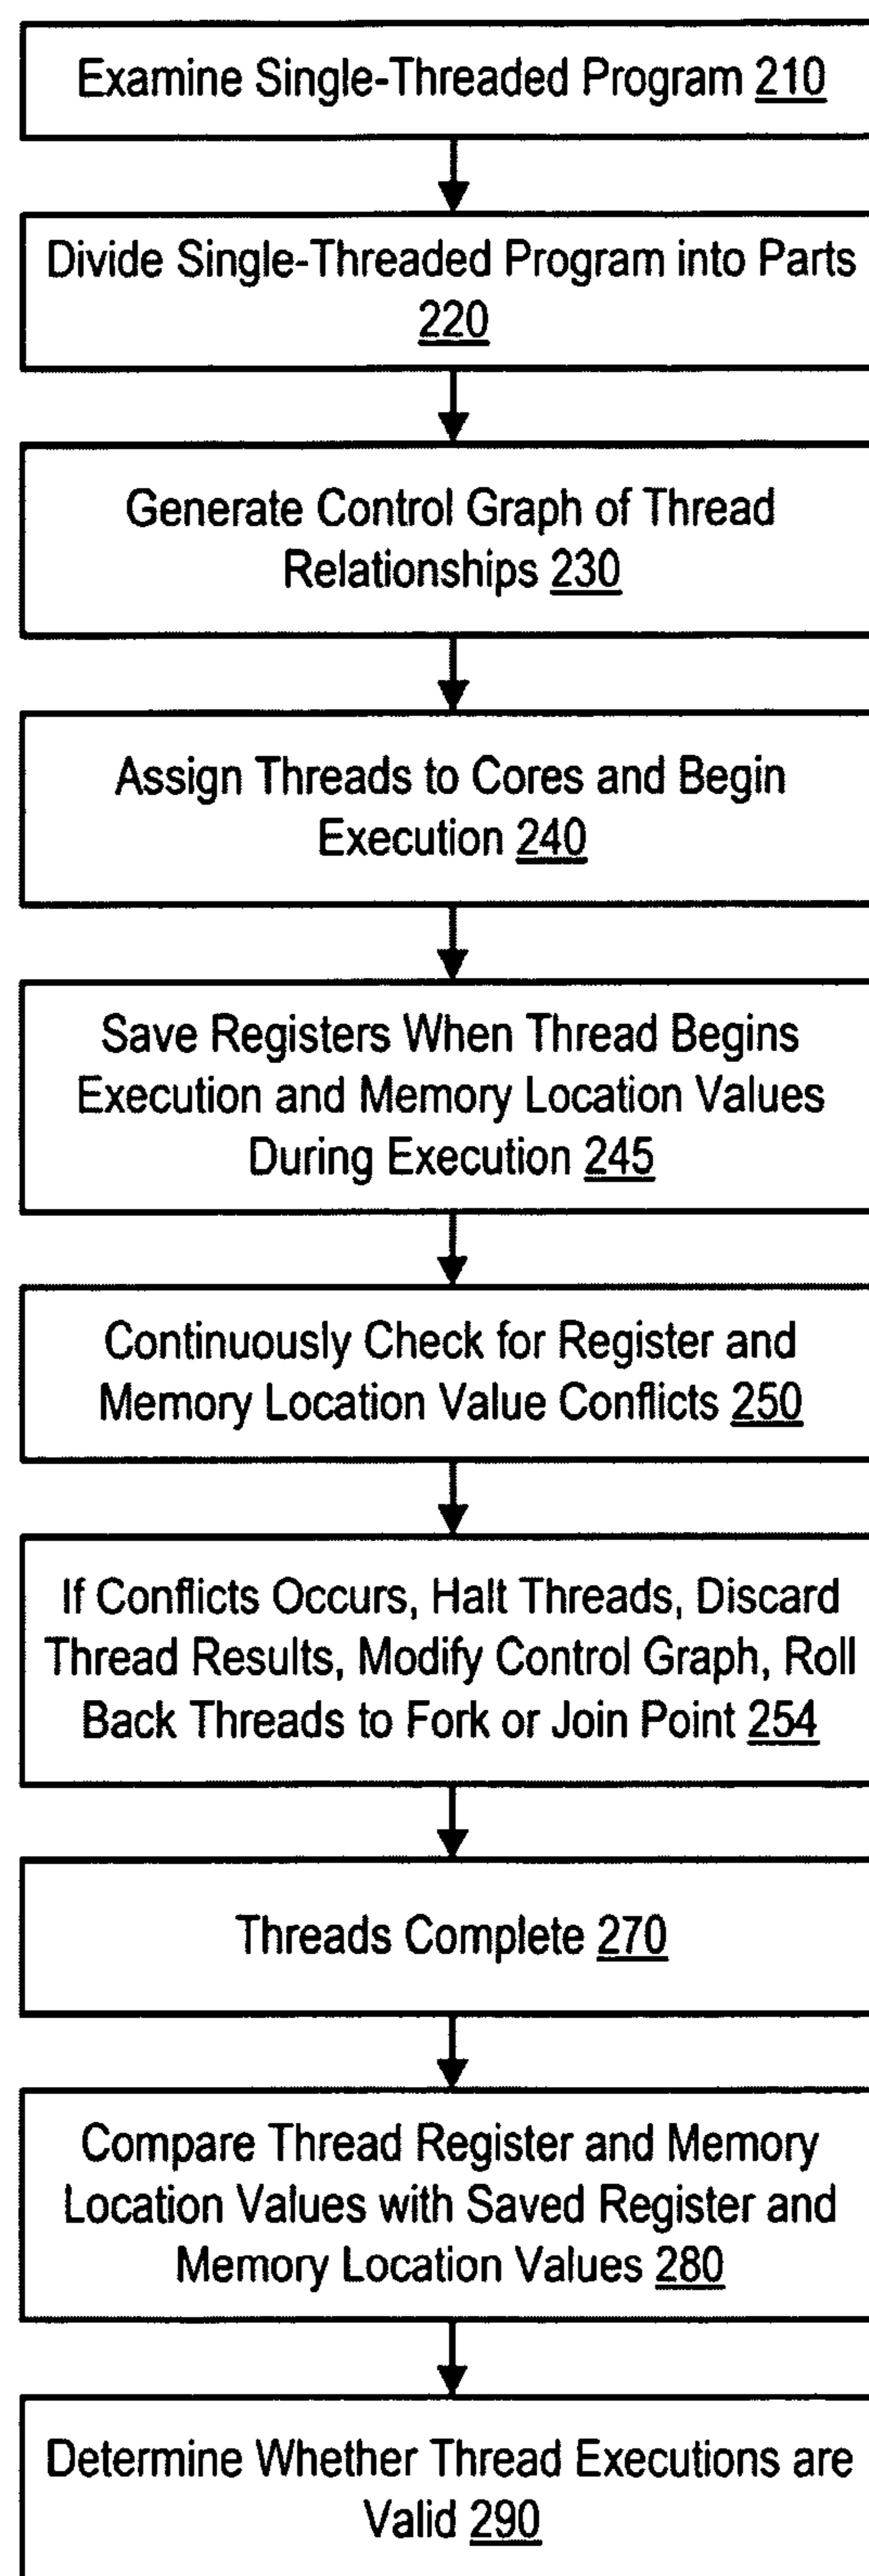 Examine Single-Threaded Program 210
Divide Single-Threaded Program into Parts
220
Generate Control Graph of Thread
Relationships 230
Assign Threads to Cores and Begin
Execution 240
Save Registers When Thread Begins
Execution and Memory Location Values
During Execution 245
Continuously Check for Register and
Memory Location Value Conflicts 250
If Conflicts Occurs, Halt Threads, Discard
Thread Results, Modify Control Graph, Roll
Back Threads to Fork or Join Point 254
Threads Complete 270
Compare Thread Register and Memory
Location Values with Saved Register and
Memory Location Values 280
Determine Whether Thread Executions are
Valid 290